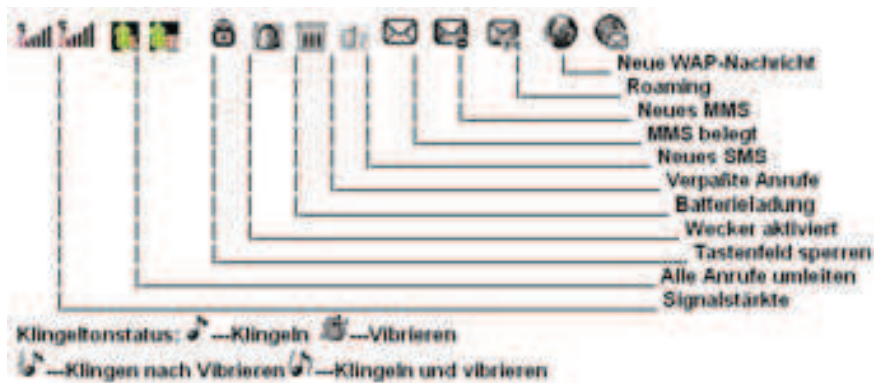 Neue WAP-Nachricht
Roaming
Neues MMS
MMS belegt
Neues SMS
Verpaßte Anrufe
Batterieladung
Wecker aktiviert
Tastenfeld sperren
Alle Anrufe umleiten
Signalstärkte
Klingeltonstatus: ---Klingeln ---Vibrieren
---Klingen nach Vibrieren ---Klingeln und vibrieren